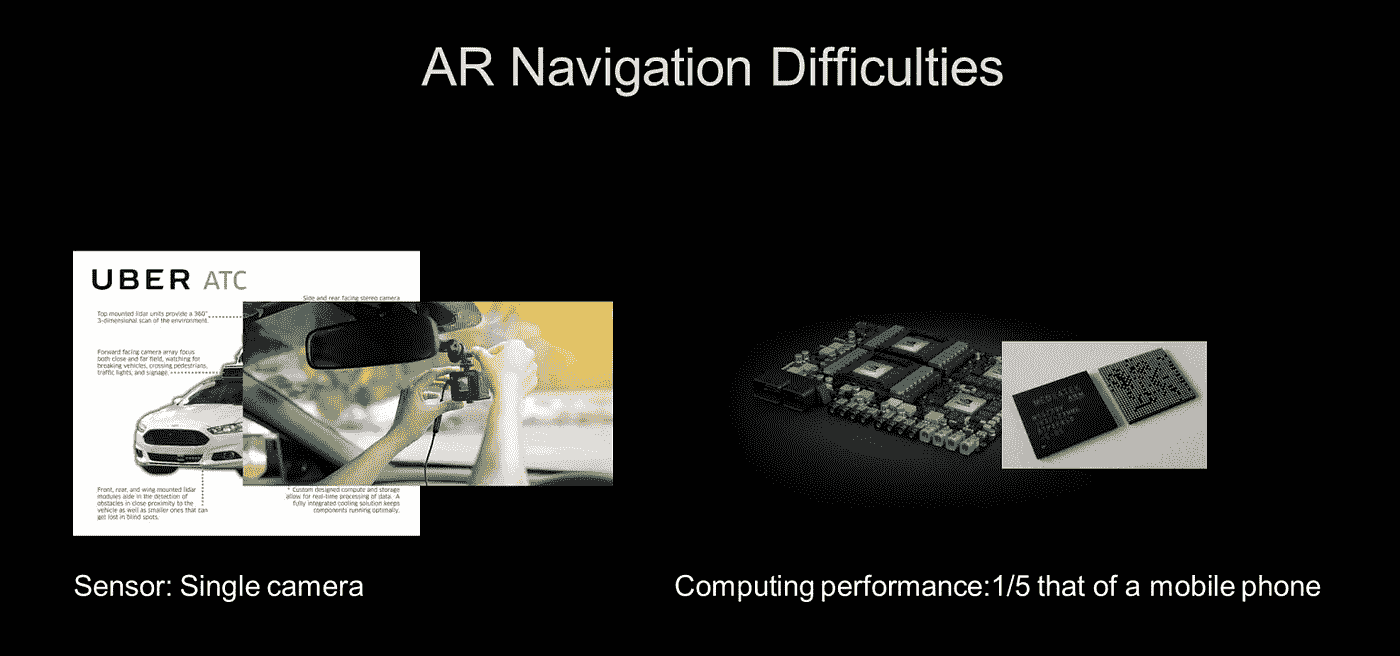 AR Navigation Difficulties
UBER ATC
Side and rear facing stereo camera
Top mounted lidar units provide a 360°
3-dimensional scan of the environment.
Forward facing camera array focus
both close and far field, watching for
breaking vehicles, crossing pedestrians,
traffic lights, and signage.
Front, rear, and wing mounted lidar
modules aide in the detection of
obstacles in close proximity to the
vehicle as well as smaller ones that can
get lost in blind spots.
Custom designed compute and storage
allow for real-time processing of data. A
fully integrated cooling solution keeps
components running optimally.
Sensor: Single camera
Computing performance:1/5 that of a mobile phone